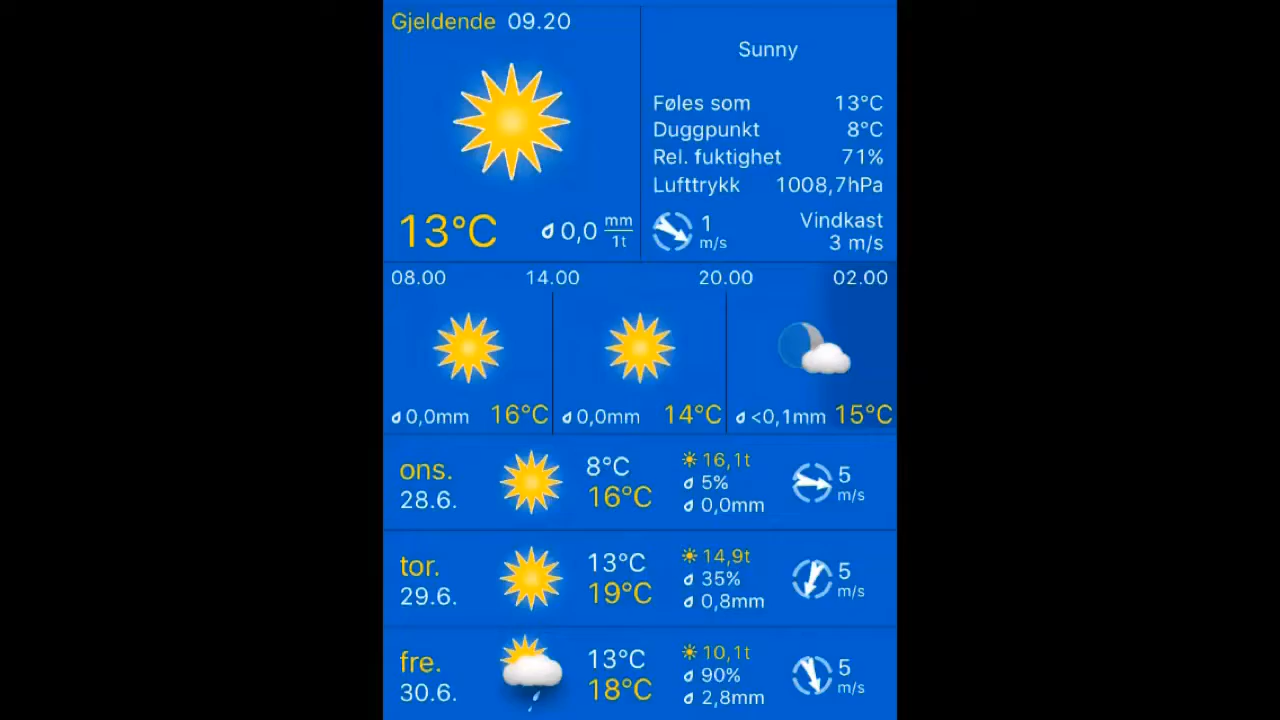 Gjeldende 09.20
Sunny
Føles som 13°C
Duggpunkt 8°C
Rel. fuktighet 71%
Lufttrykk 1008,7hPa
13°C 0,0 mm
1t
1 m/s
Vindkast
3 m/s
08.00 14.00 20.00 02.00
0,0mm 16°C 0,0mm 14°C <0,1mm 15°C
ons.
28.6.
8°C
16°C
16,1t
5%
0,0mm
5
m/s
tor.
29.6.
13°C
19°C
14,9t
35%
0,8mm
5
m/s
fre.
30.6.
13°C
18°C
10,1t
90%
2,8mm
5
m/s